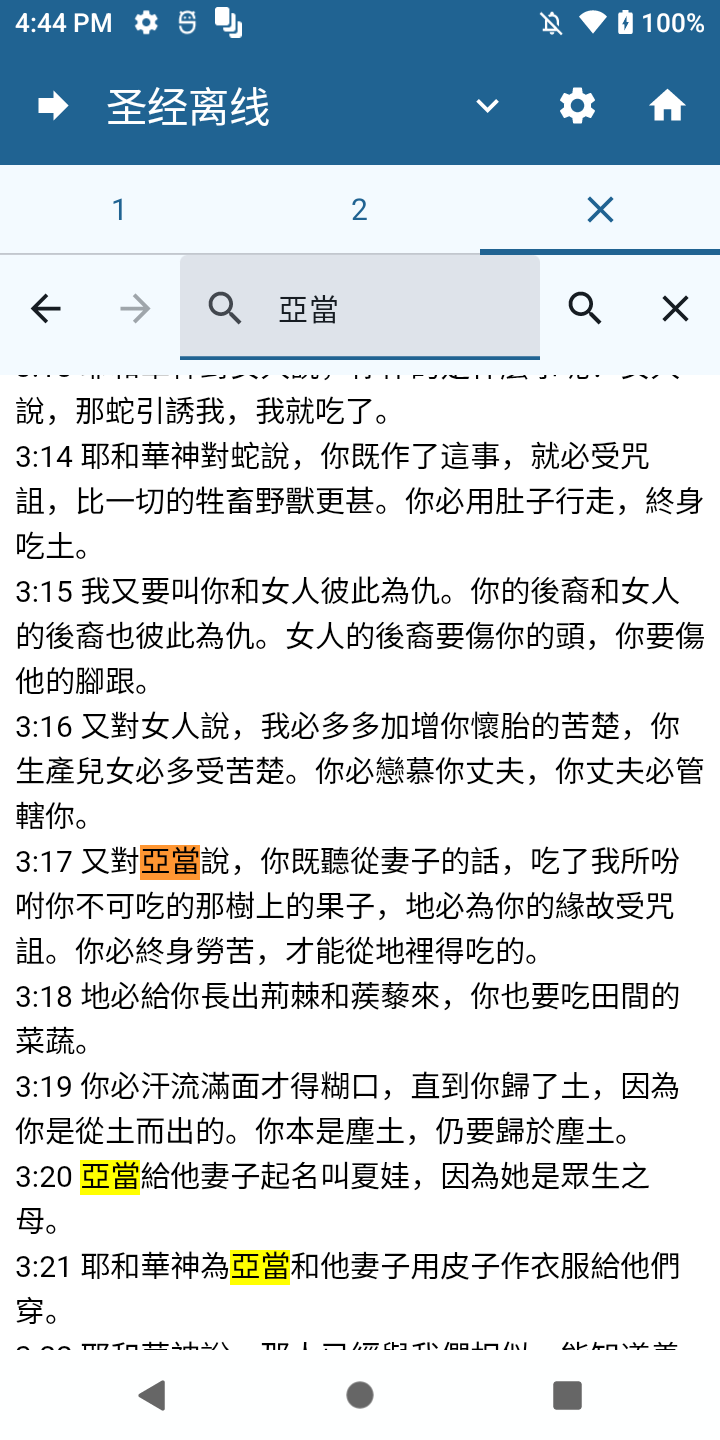 4:44 PM 100%
圣经离线
1 2
亞當
說，那蛇引誘我，我就吃了。
3:14 耶和華神對蛇說，你既作了這事，就必受咒
詛，比一切的牲畜野獸更甚。你必用肚子行走，終身
吃土。
3:15 我又要叫你和女人彼此為仇。你的後裔和女人
的後裔也彼此為仇。女人的後裔要傷你的頭，你要傷
他的腳跟。
3:16 又對女人說，我必多多加增你懷胎的苦楚，你
生產兒女必多受苦楚。你必戀慕你丈夫，你丈夫必管
轄你。
3:17 又對亞當說，你既聽從妻子的話，吃了我所吩
咐你不可吃的那樹上的果子，地必為你的緣故受咒
詛。你必終身勞苦，才能從地裡得吃的。
3:18 地必給你長出荊棘和蒺藜來，你也要吃田間的
菜蔬。
3:19 你必汗流滿面才得糊口，直到你歸了土，因為
你是從土而出的。你本是塵土，仍要歸於塵土。
3:20 亞當給他妻子起名叫夏娃，因為她是眾生之
母。
3:21 耶和華神為亞當和他妻子用皮子作衣服給他們
穿。